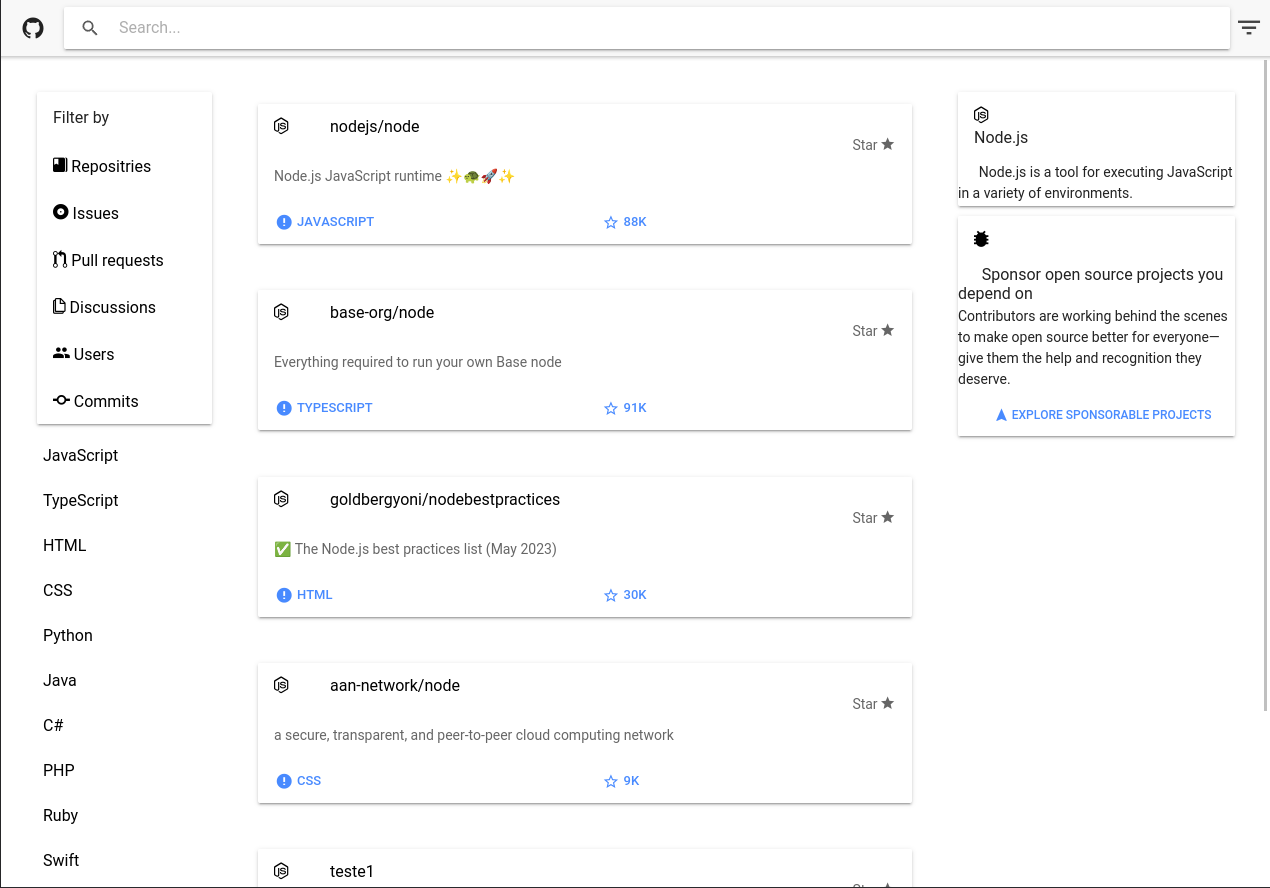 Search...
Filter by
Repositries
Issues
Pull requests
Discussions
Users
Commits
JavaScript
TypeScript
HTML
CSS
Python
Java
C#
PHP
Ruby
Swift
nodejs/node
Star
Node.js JavaScript runtime ✨🐢🚀✨
JAVASCRIPT
88K
base-org/node
Star
Everything required to run your own Base node
TYPESCRIPT
91K
goldbergyoni/nodebestpractices
Star
✅ The Node.js best practices list (May 2023)
HTML
30K
aan-network/node
Star
a secure, transparent, and peer-to-peer cloud computing network
CSS
9K
teste1
Node.js
Node.js is a tool for executing JavaScript
in a variety of environments.
Sponsor open source projects you
depend on
Contributors are working behind the scenes
to make open source better for everyone—
give them the help and recognition they
deserve.
EXPLORE SPONSORABLE PROJECTS